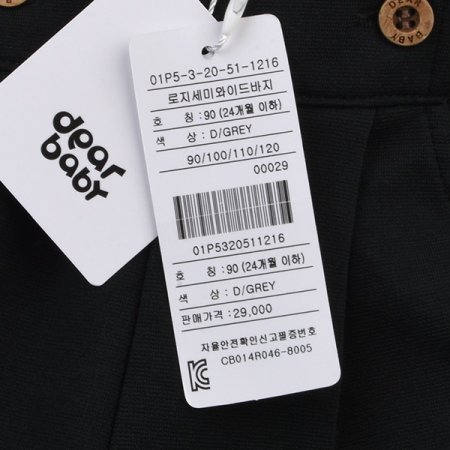 DEAR
BABY
dear
baby
01P5-3-20-51-1216
로지세미와이드바지
호 칭 : 90 (24개월 이하)
색 상 : D/GREY
90/100/110/120
00029
01P5320511216
호 칭 : 90 (24개월 이하)
색 상 : D/GREY
판매가격 : 29,000
자율안전확인신고필증번호
CB014R046-8005